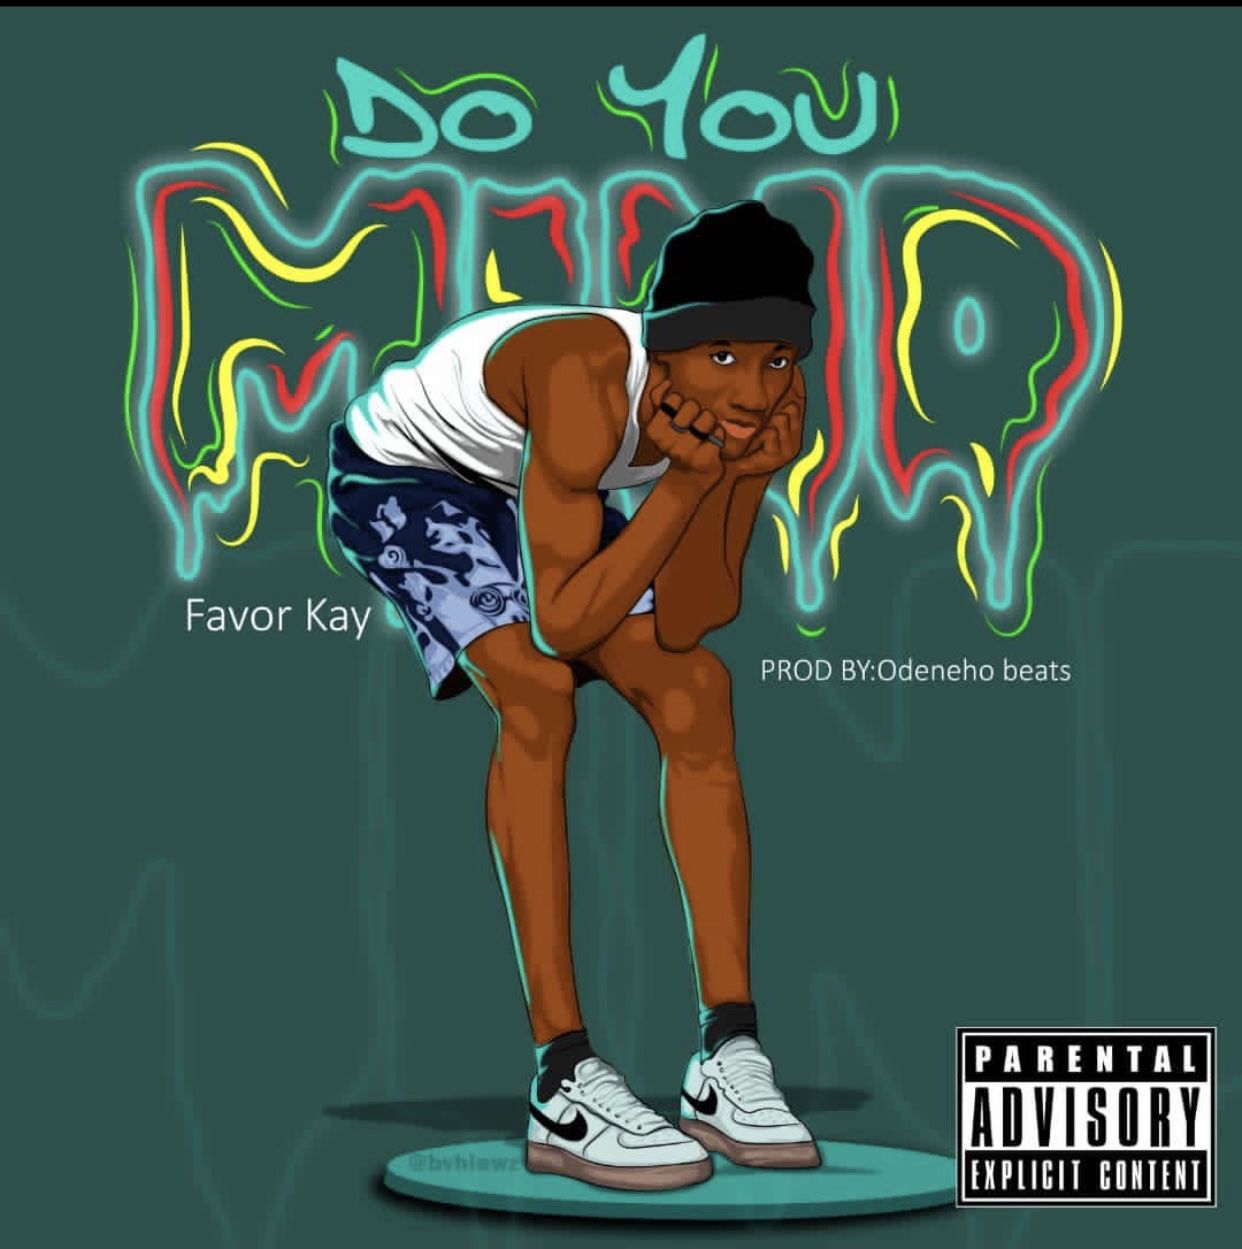 DO YOU
MIND
Favor Kay
PROD BY:Odeneho beats
PARENTAL
ADVISORY
EXPLICIT CONTENT